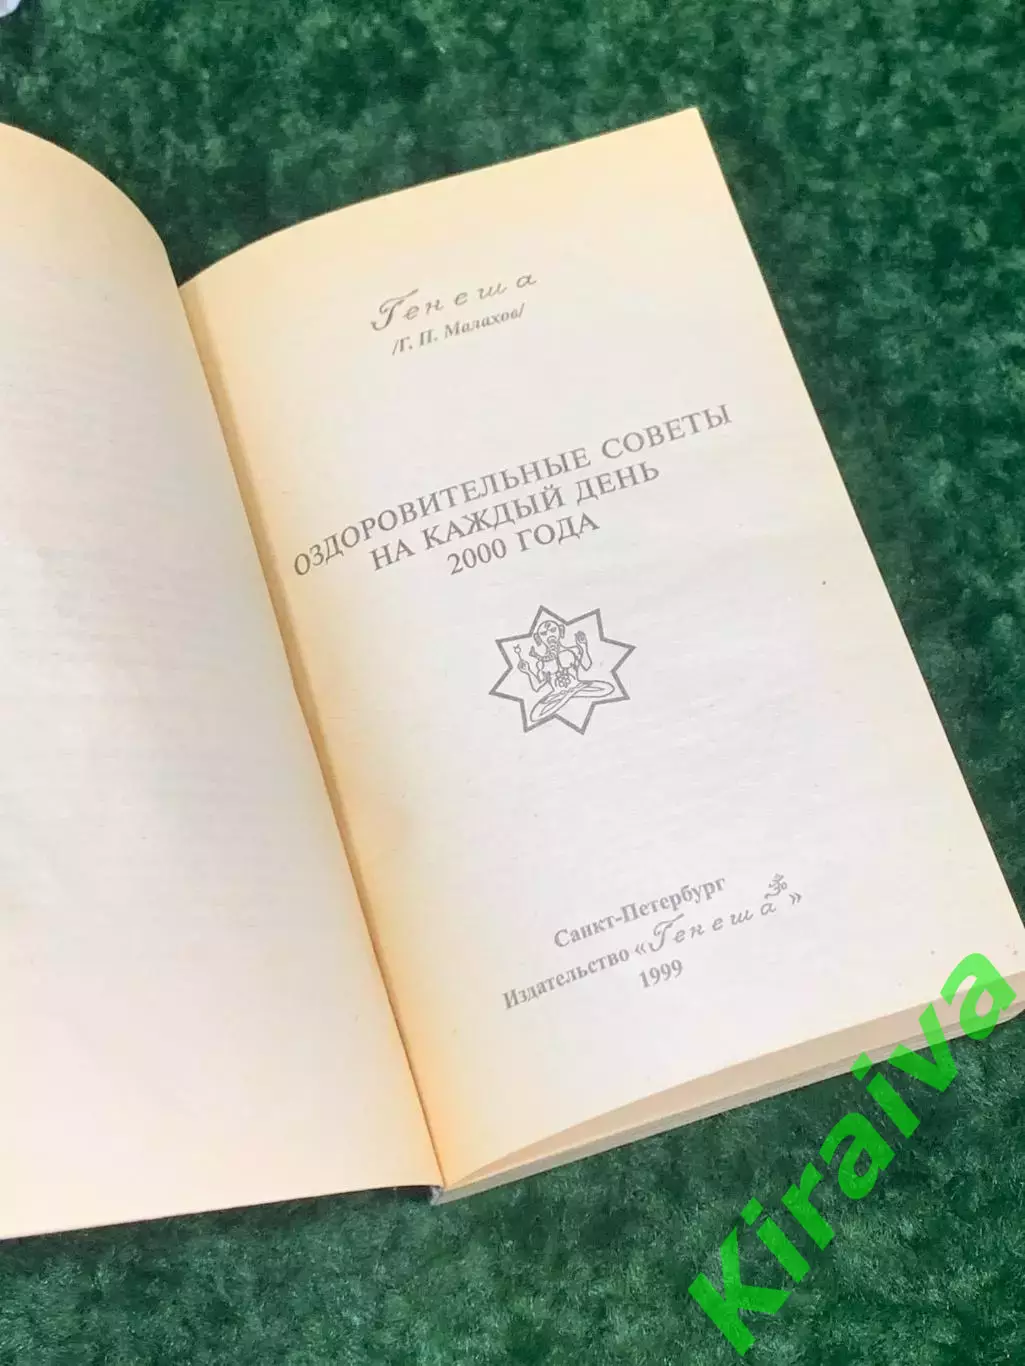 Генеша
/Г. П. Малахов/
ОЗДОРОВИТЕЛЬНЫЕ СОВЕТЫ
НА КАЖДЫЙ ДЕНЬ
2000 ГОДА
Санкт-Петербург
Издательство «Генеша ॐ»
1999
Kiraiva